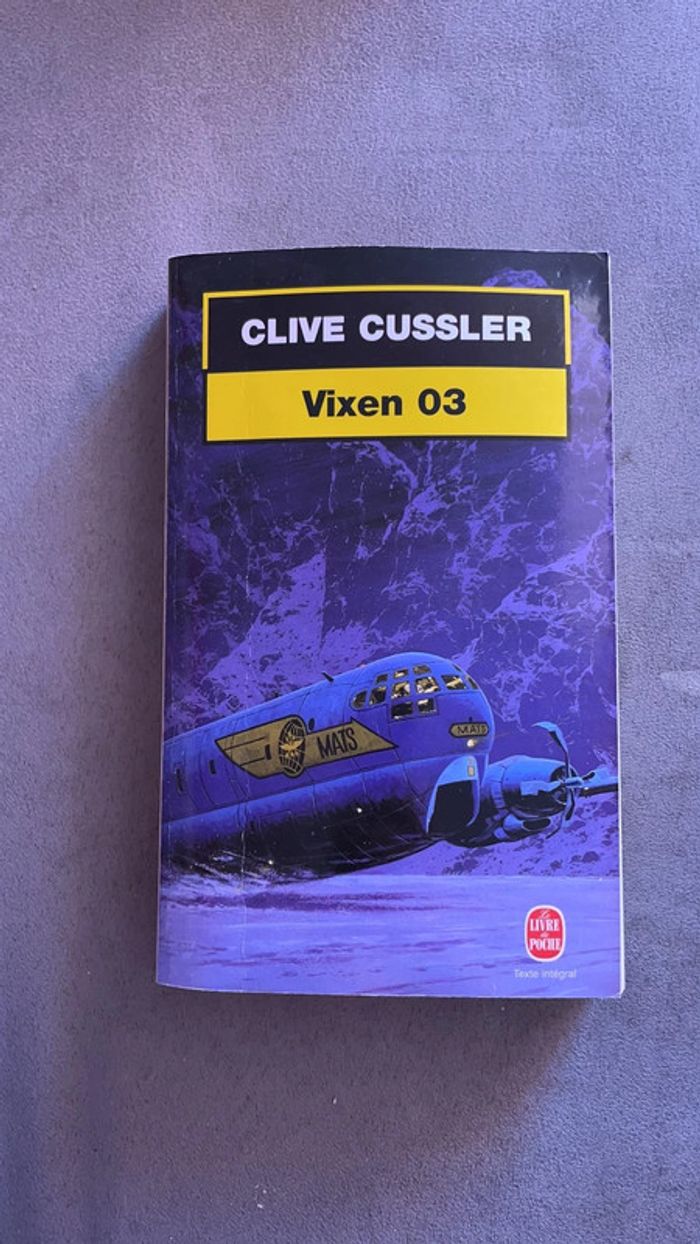 CLIVE CUSSLER
Vixen 03
MATS
MATS
Le
LIVRE
de
POCHE
Texte intégral